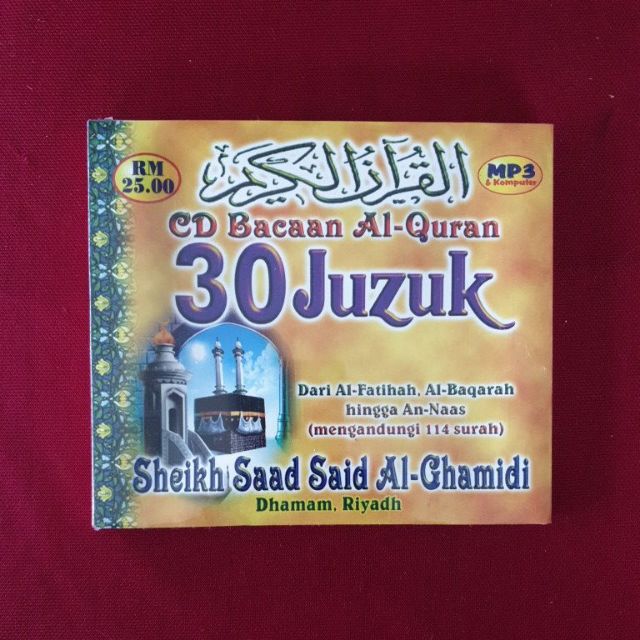 القرآن الكريم
RM
25.00
MP3
& Komputer
CD Bacaan Al-Quran
30 Juzuk
Dari Al-Fatihah, Al-Baqarah
hingga An-Naas
(mengandungi 114 surah)
Sheikh Saad Said Al-Ghamidi
Dhamam, Riyadh